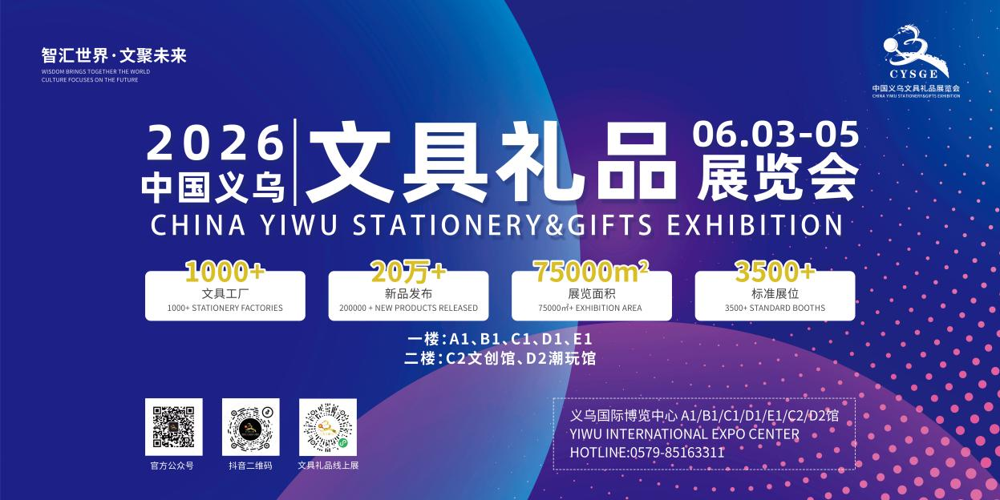 智汇世界·文聚未来
WISDOM BRINGS TOGETHER THE WORLD
CULTURE FOCUSES ON THE FUTURE
CYSGE
中国义乌文具礼品展览会
CHINA YIWU STATIONERY&GIFTS EXHIBITION
2026
中国义乌
文具礼品
06.03-05
展览会
CHINA YIWU STATIONERY&GIFTS EXHIBITION
1000+
文具工厂
1000+ STATIONERY FACTORIES
20万+
新品发布
200000 + NEW PRODUCTS RELEASED
75000m²
展览面积
75000㎡+ EXHIBITION AREA
3500+
标准展位
3500+ STANDARD BOOTHS
一楼:A1、B1、C1、D1、E1
二楼:C2文创馆、D2潮玩馆
官方公众号
抖音二维码
文具礼品线上展
义乌国际博览中心 A1/B1/C1/D1/E1/C2/D2馆
YIWU INTERNATIONAL EXPO CENTER
HOTLINE:0579-85163311